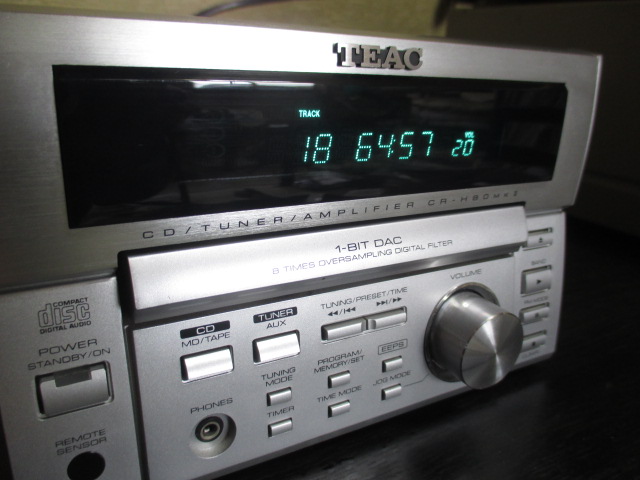 TEAC
TRACK
18 64:57 VOL 20
CD/TUNER/AMPLIFIER CR-H80MKII
1-BIT DAC
8 TIMES OVERSAMPLING DIGITAL FILTER
COMPACT
disc
DIGITAL AUDIO
POWER
STANDBY/ON
REMOTE
SENSOR
CD
MD/TAPE
TUNER
AUX
TUNING/PRESET/TIME
VOLUME
PHONES
TUNING
MODE
TIMER
PROGRAM/
MEMORY/SET
TIME MODE
EEPS
JOG MODE